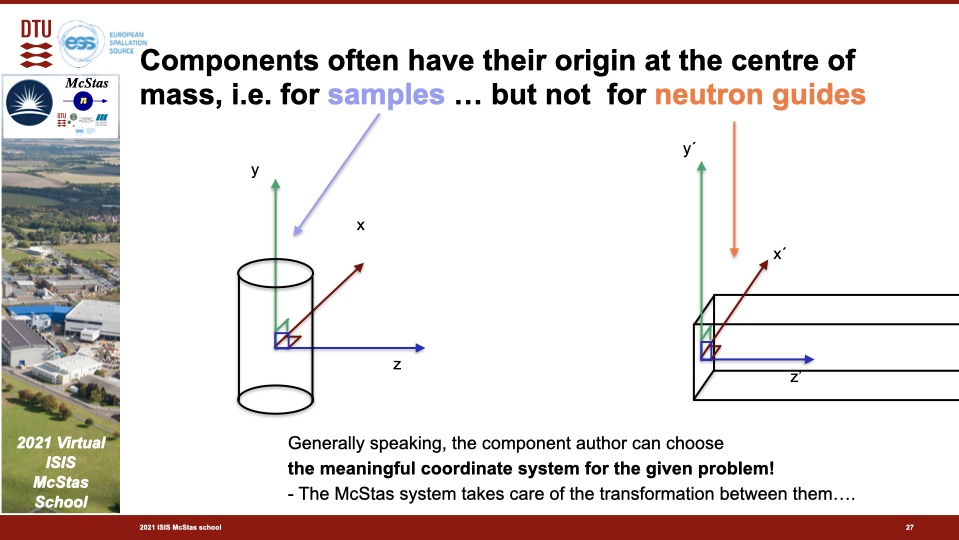 DTU
ess
EUROPEAN
SPALLATION
SOURCE
Components often have their origin at the centre of
mass, i.e. for samples … but not  for neutron guides
McStas
n
DTU
ess
y
x
z
y´
x´
z´
Generally speaking, the component author can choose
the meaningful coordinate system for the given problem!
- The McStas system takes care of the transformation between them….
2021 Virtual
ISIS
McStas
School
2021 ISIS McStas school
27